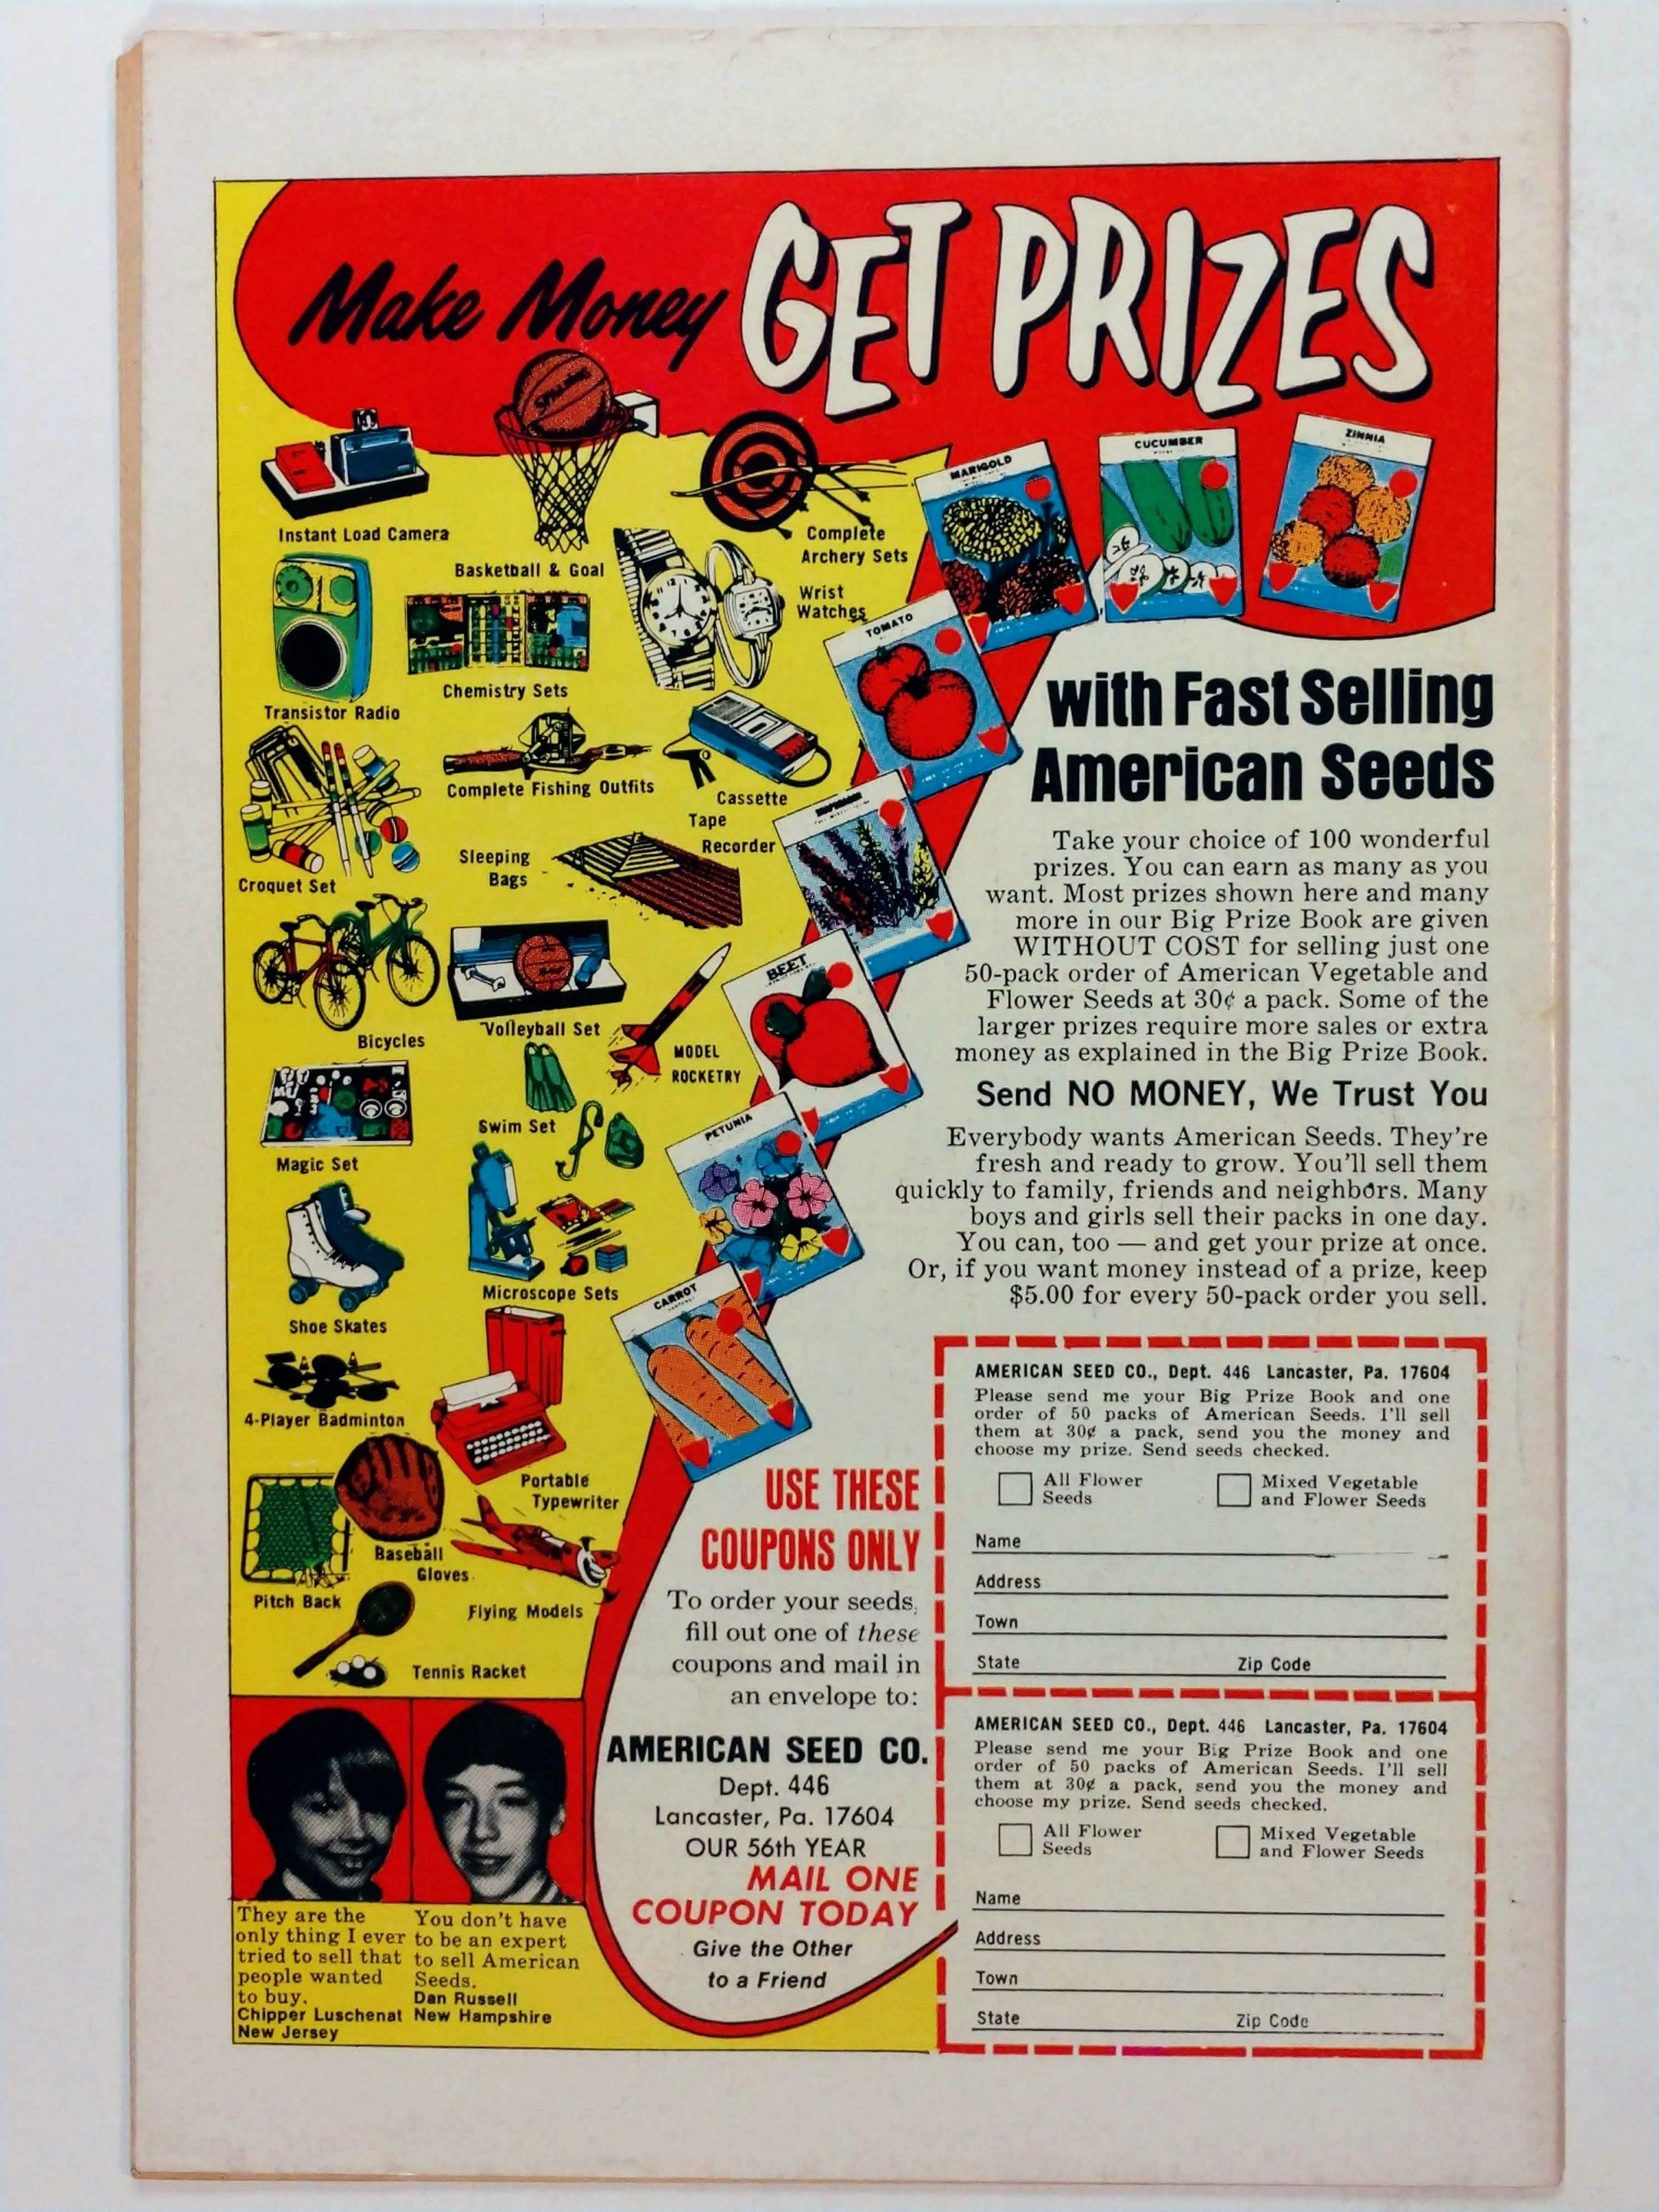 Make Money GET PRIZES
Instant Load Camera
Basketball & Goal
Complete
Archery Sets
Wrist
Watches
Transistor Radio
Chemistry Sets
Complete Fishing Outfits
Cassette
Tape
Recorder
Croquet Set
Sleeping
Bags
Bicycles
Volleyball Set
MODEL
ROCKETRY
Magic Set
Swim Set
Shoe Skates
Microscope Sets
4-Player Badminton
Portable
Typewriter
Baseball
Gloves
Pitch Back
Flying Models
Tennis Racket
MARIGOLD
CUCUMBER
ZINNIA
TOMATO
BEET
PETUNIA
CARROT
with Fast Selling
American Seeds
Take your choice of 100 wonderful
prizes. You can earn as many as you
want. Most prizes shown here and many
more in our Big Prize Book are given
WITHOUT COST for selling just one
50-pack order of American Vegetable and
Flower Seeds at 30¢ a pack. Some of the
larger prizes require more sales or extra
money as explained in the Big Prize Book.
Send NO MONEY, We Trust You
Everybody wants American Seeds. They're
fresh and ready to grow. You'll sell them
quickly to family, friends and neighbors. Many
boys and girls sell their packs in one day.
You can, too — and get your prize at once.
Or, if you want money instead of a prize, keep
$5.00 for every 50-pack order you sell.
USE THESE
COUPONS ONLY
To order your seeds,
fill out one of these
coupons and mail in
an envelope to:
AMERICAN SEED CO.
Dept. 446
Lancaster, Pa. 17604
OUR 56th YEAR
MAIL ONE
COUPON TODAY
Give the Other
to a Friend
They are the
only thing I ever
tried to sell that
people wanted
to buy.
Chipper Luschenat
New Jersey
You don't have
to be an expert
to sell American
Seeds.
Dan Russell
New Hampshire
AMERICAN SEED CO., Dept. 446 Lancaster, Pa. 17604
Please send me your Big Prize Book and one
order of 50 packs of American Seeds. I'll sell
them at 30¢ a pack, send you the money and
choose my prize. Send seeds checked.
All Flower
Seeds
Mixed Vegetable
and Flower Seeds
Name
Address
Town
State Zip Code
AMERICAN SEED CO., Dept. 446 Lancaster, Pa. 17604
Please send me your Big Prize Book and one
order of 50 packs of American Seeds. I'll sell
them at 30¢ a pack, send you the money and
choose my prize. Send seeds checked.
All Flower
Seeds
Mixed Vegetable
and Flower Seeds
Name
Address
Town
State Zip Code